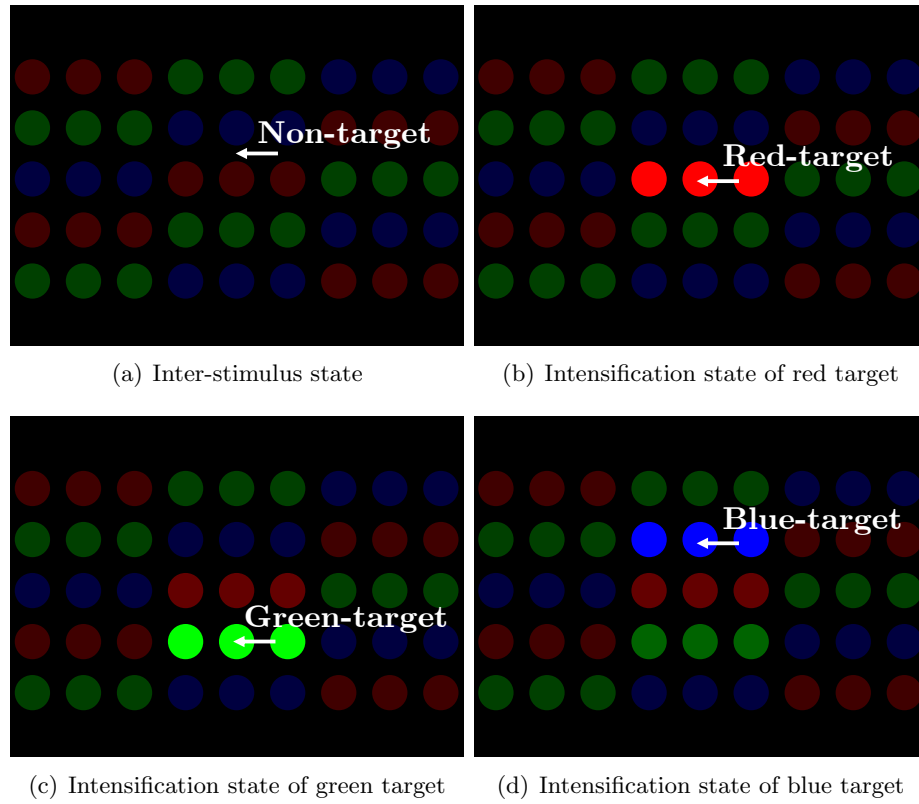 Non-target
Red-target
(a) Inter-stimulus state
(b) Intensification state of red target
Green-target
Blue-target
(c) Intensification state of green target
(d) Intensification state of blue target